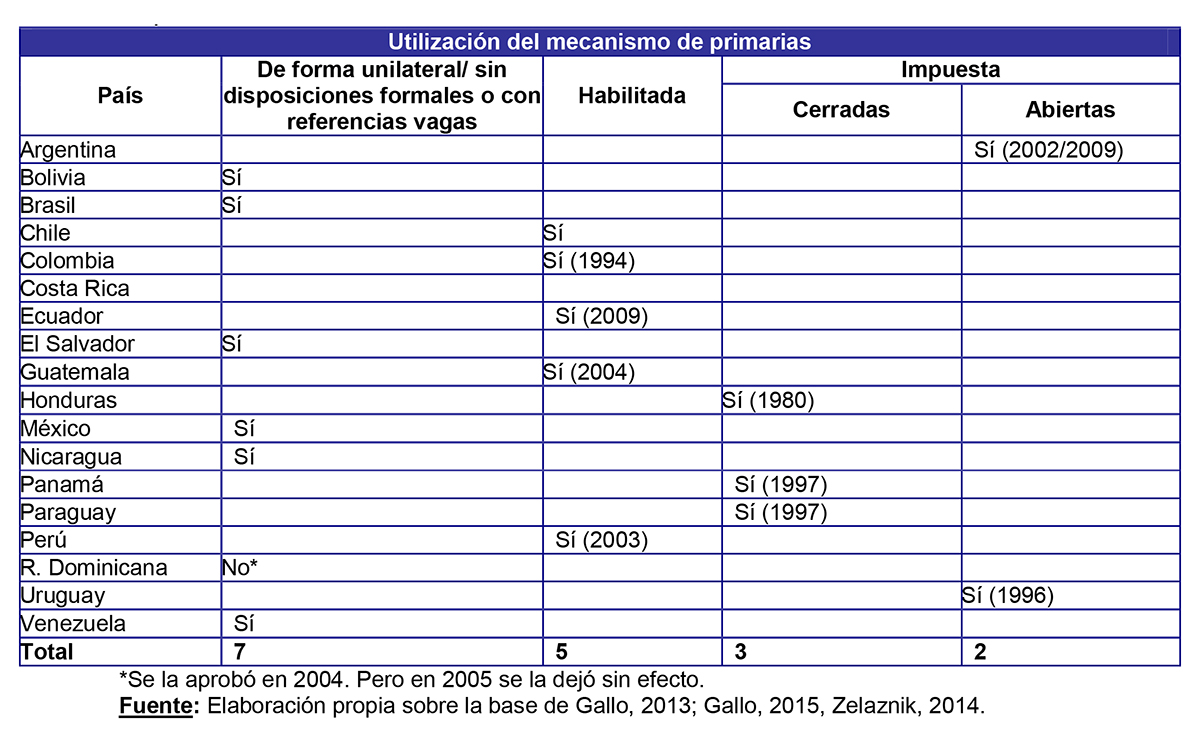 Utilización del mecanismo de primarias
País
De forma unilateral/ sin
disposiciones formales o con
referencias vagas
Habilitada
Impuesta
Cerradas
Abiertas
Argentina Sí (2002/2009)
Bolivia Sí
Brasil Sí
Chile Sí
Colombia Sí (1994)
Costa Rica
Ecuador Sí (2009)
El Salvador Sí
Guatemala Sí (2004)
Honduras Sí (1980)
México Sí
Nicaragua Sí
Panamá Sí (1997)
Paraguay Sí (1997)
Perú Sí (2003)
R. Dominicana No*
Uruguay Sí (1996)
Venezuela Sí
Total 7 5 3 2
*Se la aprobó en 2004. Pero en 2005 se la dejó sin efecto.
Fuente: Elaboración propia sobre la base de Gallo, 2013; Gallo, 2015, Zelaznik, 2014.